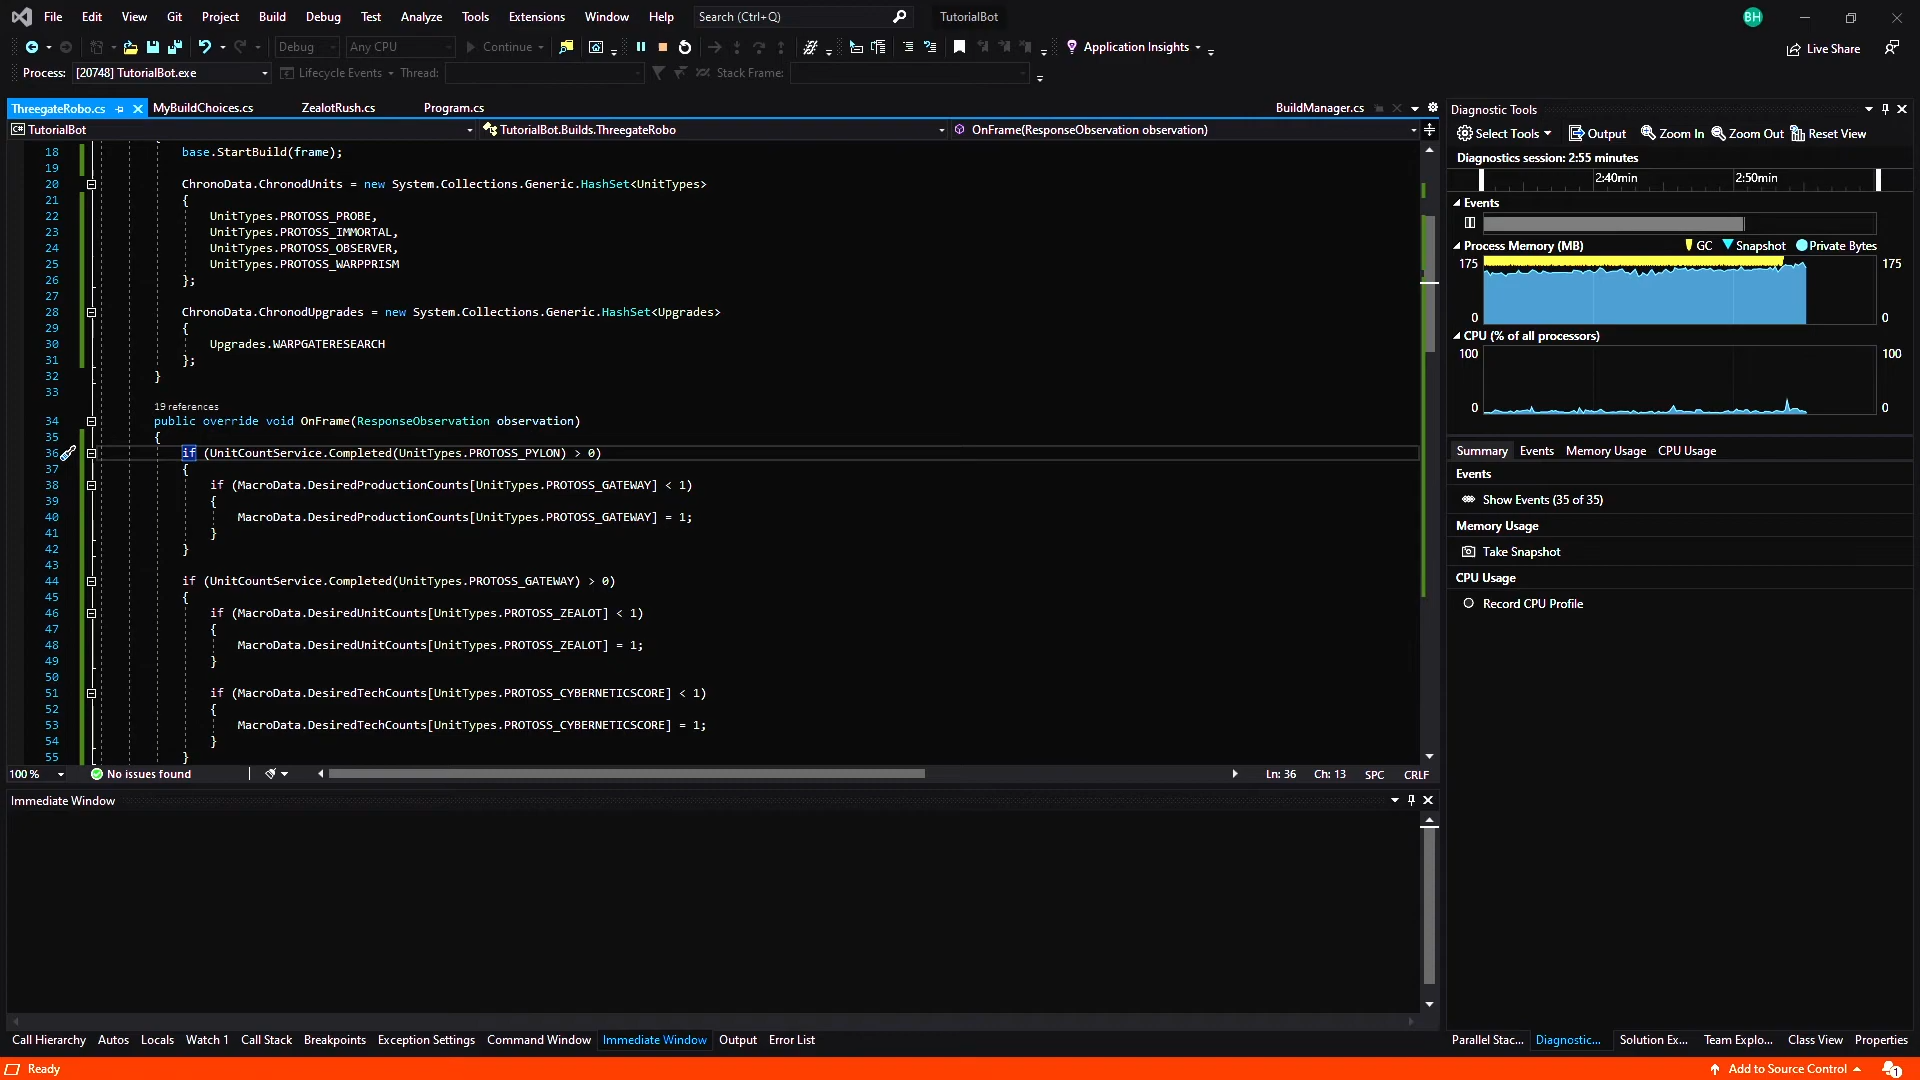 File Edit View Git Project Build Debug Test Analyze Tools Extensions Window Help Search (Ctrl+Q) TutorialBot BH
Debug Any CPU Continue Application Insights Live Share
Process: [20748] TutorialBot.exe Lifecycle Events Thread: Stack Frame:
ThreegateRobo.cs MyBuildChoices.cs ZealotRush.cs Program.cs BuildManager.cs
TutorialBot TutorialBot.Builds.ThreegateRobo OnFrame(ResponseObservation observation)
18 base.StartBuild(frame);
19
20 ChronoData.ChronodUnits = new System.Collections.Generic.HashSet<UnitTypes>
21 {
22 UnitTypes.PROTOSS_PROBE,
23 UnitTypes.PROTOSS_IMMORTAL,
24 UnitTypes.PROTOSS_OBSERVER,
25 UnitTypes.PROTOSS_WARPPRISM
26 };
27
28 ChronoData.ChronodUpgrades = new System.Collections.Generic.HashSet<Upgrades>
29 {
30 Upgrades.WARPGATERESEARCH
31 };
32 }
33
19 references
34 public override void OnFrame(ResponseObservation observation)
35 {
36 if (UnitCountService.Completed(UnitTypes.PROTOSS_PYLON) > 0)
37 {
38 if (MacroData.DesiredProductionCounts[UnitTypes.PROTOSS_GATEWAY] < 1)
39 {
40 MacroData.DesiredProductionCounts[UnitTypes.PROTOSS_GATEWAY] = 1;
41 }
42 }
43
44 if (UnitCountService.Completed(UnitTypes.PROTOSS_GATEWAY) > 0)
45 {
46 if (MacroData.DesiredUnitCounts[UnitTypes.PROTOSS_ZEALOT] < 1)
47 {
48 MacroData.DesiredUnitCounts[UnitTypes.PROTOSS_ZEALOT] = 1;
49 }
50
51 if (MacroData.DesiredTechCounts[UnitTypes.PROTOSS_CYBERNETICSCORE] < 1)
52 {
53 MacroData.DesiredTechCounts[UnitTypes.PROTOSS_CYBERNETICSCORE] = 1;
54 }
55 }
100 % No issues found Ln: 36 Ch: 13 SPC CRLF
Immediate Window
Call Hierarchy Autos Locals Watch 1 Call Stack Breakpoints Exception Settings Command Window Immediate Window Output Error List
Diagnostic Tools
Select Tools Output Zoom In Zoom Out Reset View
Diagnostics session: 2:55 minutes
2:40min 2:50min
Events
Process Memory (MB) GC Snapshot Private Bytes
175 175
0 0
CPU (% of all processors)
100 100
0 0
Summary Events Memory Usage CPU Usage
Events
Show Events (35 of 35)
Memory Usage
Take Snapshot
CPU Usage
Record CPU Profile
Parallel Stac... Diagnostic... Solution Ex... Team Explo... Class View Properties
Ready Add to Source Control 1